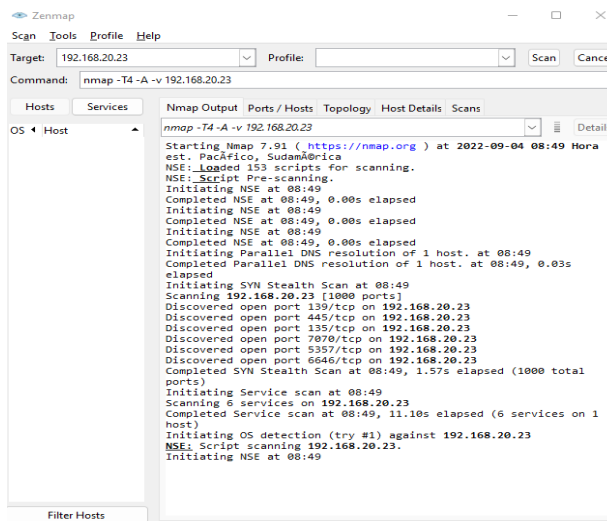 Zenmap
Scan Tools Profile Help
Target: 192.168.20.23 Profile: Scan Cance
Command: nmap -T4 -A -v 192.168.20.23
Hosts Services Nmap Output Ports / Hosts Topology Host Details Scans
OS Host nmap -T4 -A -v 192.168.20.23 Detail
Starting Nmap 7.91 ( https://nmap.org ) at 2022-09-04 08:49 Hora
est. PacÃfico, SudamÃ©rica
NSE: Loaded 153 scripts for scanning.
NSE: Script Pre-scanning.
Initiating NSE at 08:49
Completed NSE at 08:49, 0.00s elapsed
Initiating NSE at 08:49
Completed NSE at 08:49, 0.00s elapsed
Initiating NSE at 08:49
Completed NSE at 08:49, 0.00s elapsed
Initiating Parallel DNS resolution of 1 host. at 08:49
Completed Parallel DNS resolution of 1 host. at 08:49, 0.03s
elapsed
Initiating SYN Stealth Scan at 08:49
Scanning 192.168.20.23 [1000 ports]
Discovered open port 139/tcp on 192.168.20.23
Discovered open port 445/tcp on 192.168.20.23
Discovered open port 135/tcp on 192.168.20.23
Discovered open port 7070/tcp on 192.168.20.23
Discovered open port 5357/tcp on 192.168.20.23
Discovered open port 6646/tcp on 192.168.20.23
Completed SYN Stealth Scan at 08:49, 1.57s elapsed (1000 total
ports)
Initiating Service scan at 08:49
Scanning 6 services on 192.168.20.23
Completed Service scan at 08:49, 11.10s elapsed (6 services on 1
host)
Initiating OS detection (try #1) against 192.168.20.23
NSE: Script scanning 192.168.20.23.
Initiating NSE at 08:49
Filter Hosts